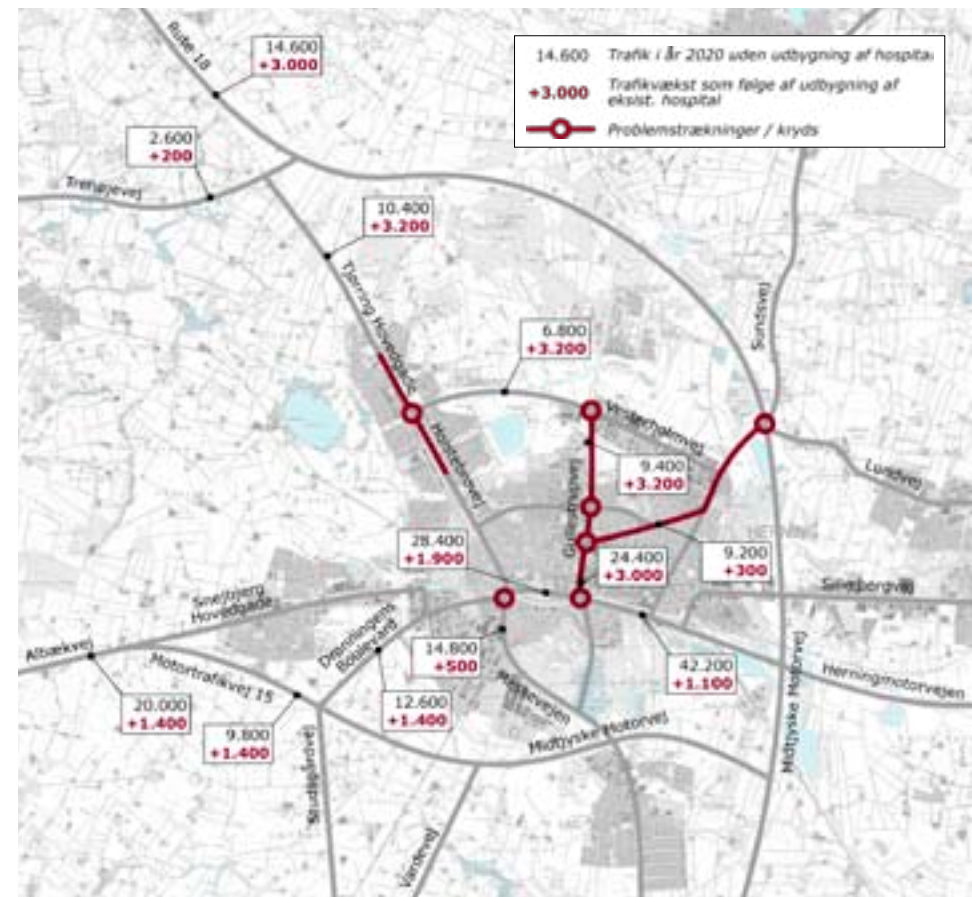 14.600 Trafik i år 2020 uden udbygning af hospital
+3.000 Trafikvækst som følge af udbygning af
eksist. hospital
Problemstrækninger / kryds
Rute 18
14.600
+3.000
2.600
+200
Trehøjevej
10.400
+3.200
Tjørring Hovedgade
6.800
+3.200
Sundsvej
Holstebrovej
Vesterholmvej
9.400
+3.200
Lundvej
Gullestrupvej
HERNING
28.400
+1.900
24.400
+3.000
9.200
+300
Silkeborgvej
Snejbjerg
Hovedgade
Dronningens
Boulevard
Albækvej
Motortrafikvej 15
14.800
+500
42.200
+1.100
Herningmotorvejen
20.000
+1.400
12.600
+1.400
9.800
+1.400
Messevejen
Midtjyske Motorvej
Midtjyske Motorvej
Studsgårdvej
Vardevej